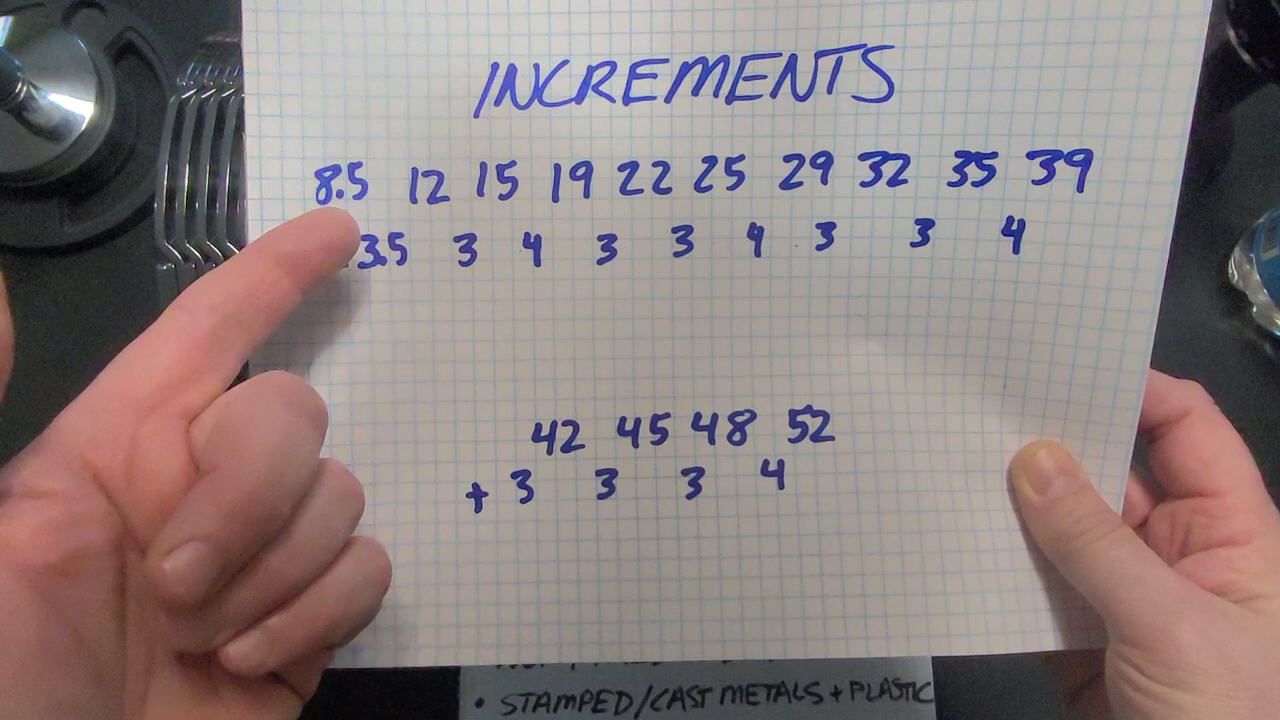 INCREMENTS
8.5 12 15 19 22 25 29 32 35 39
3.5 3 4 3 3 4 3 3 4
42 45 48 52
+ 3 3 3 4
• STAMPED/CAST METALS + PLASTIC